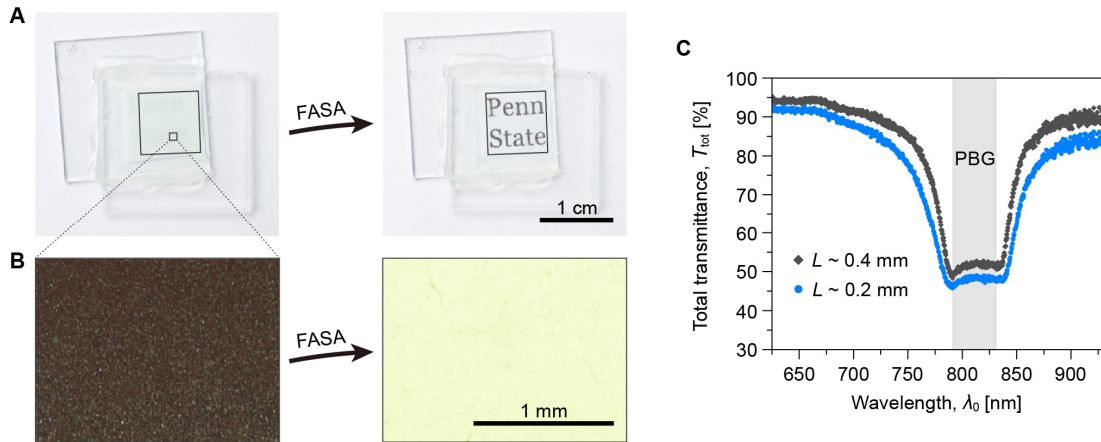 A
FASA
Penn
State
1 cm
B
FASA
1 mm
C
Total transmittance, T_tot [%]
100
90
80
70
60
50
40
30
PBG
L ~ 0.4 mm
L ~ 0.2 mm
650 700 750 800 850 900
Wavelength, λ₀ [nm]